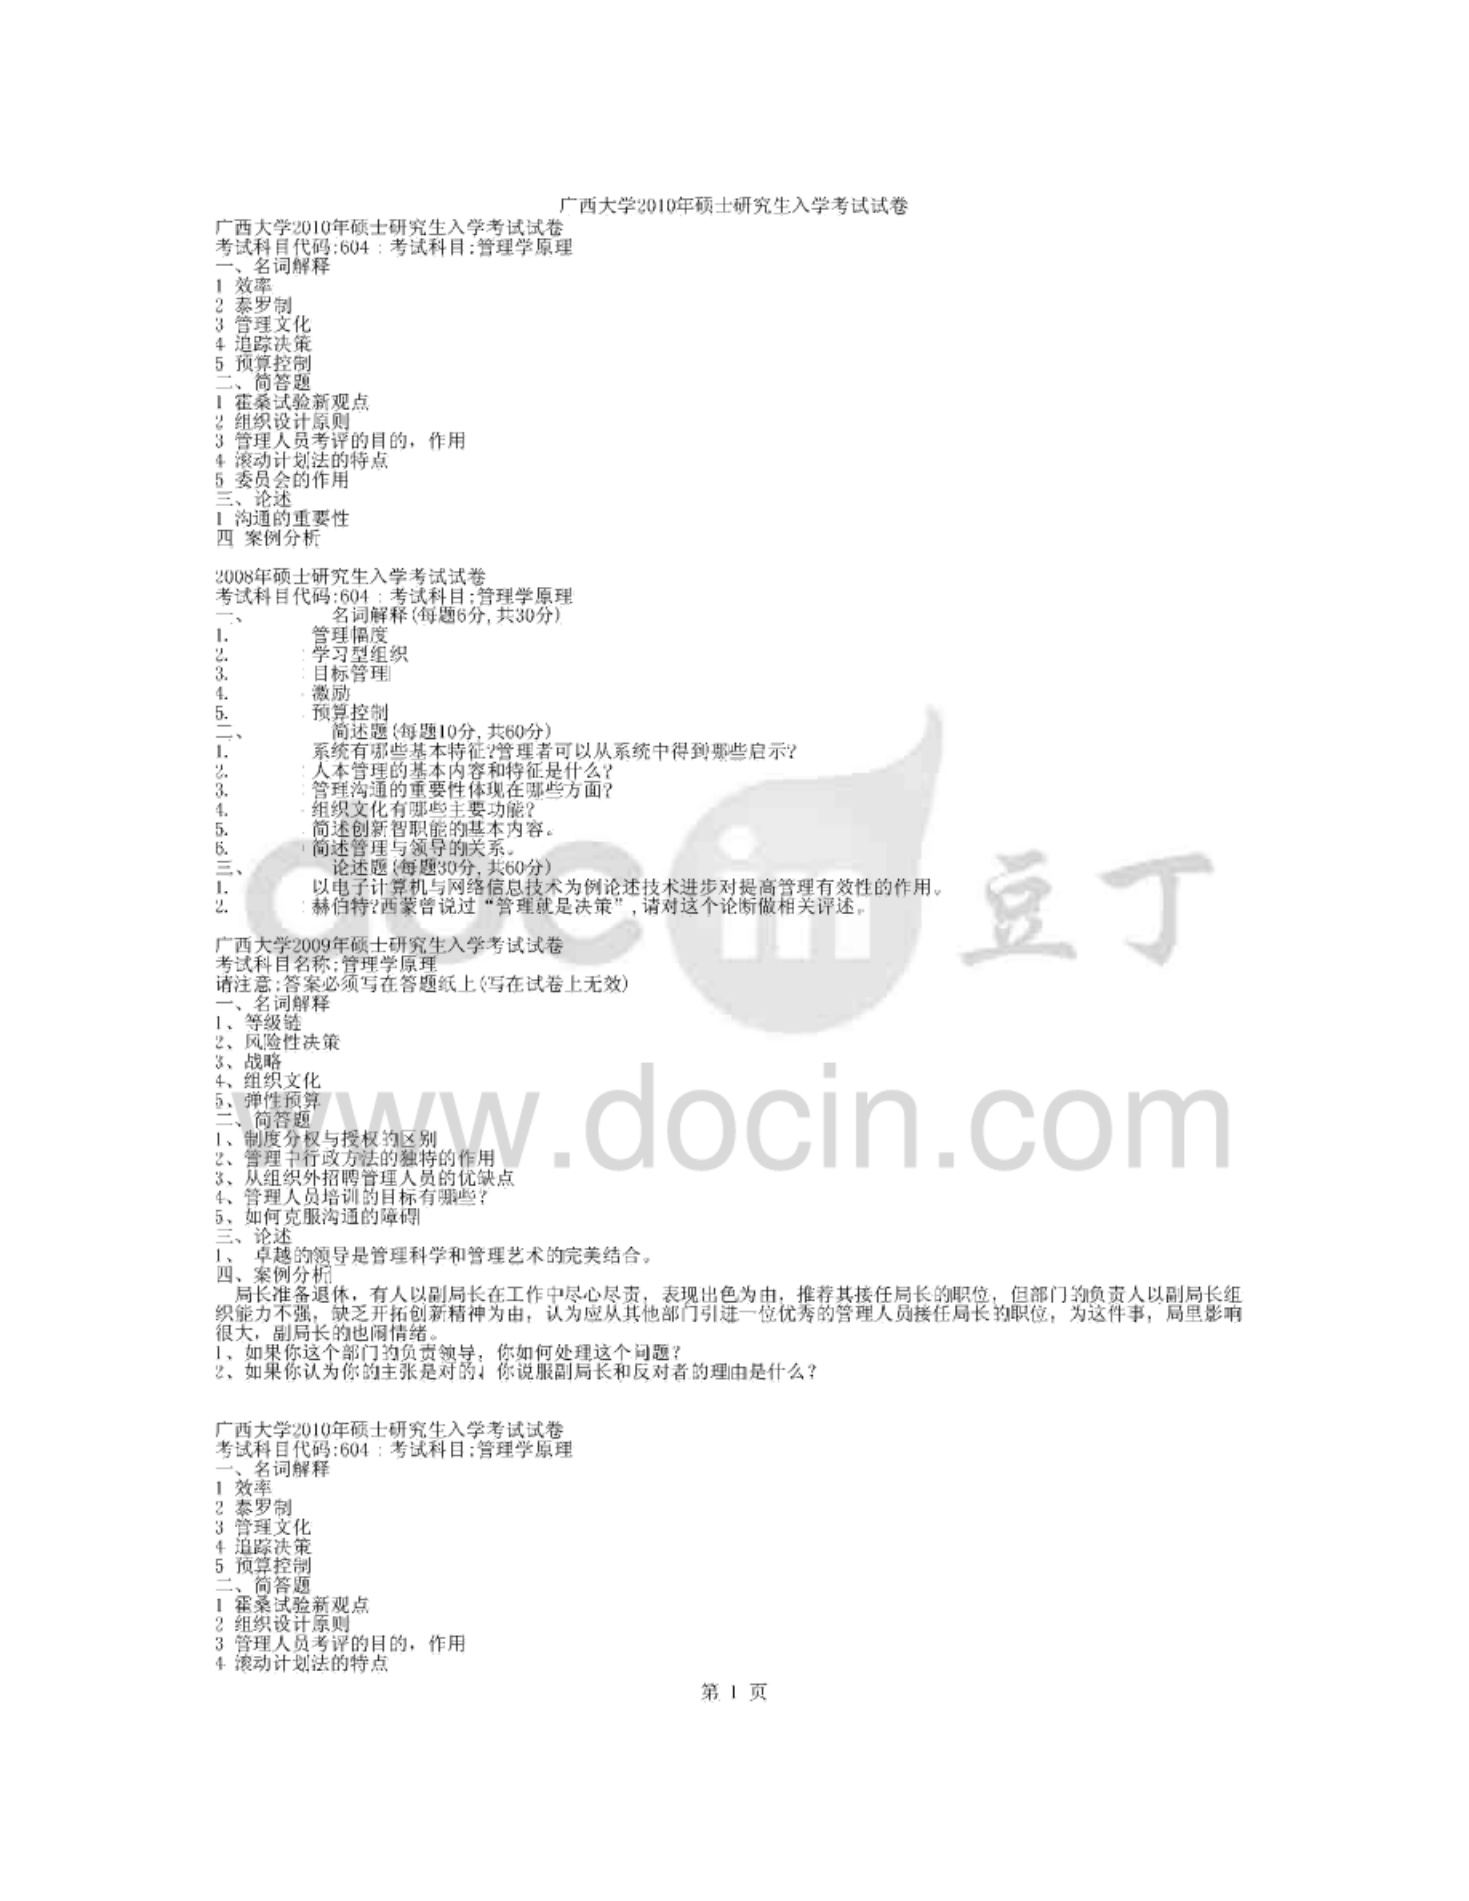 广西大学2010年硕士研究生入学考试试卷
广西大学2010年硕士研究生入学考试试卷
考试科目代码:604 : 考试科目:管理学原理
一、名词解释
1 效率
2 泰罗制
3 管理文化
4 追踪决策
5 预算控制
二、简答题
1 霍桑试验新观点
2 组织设计原则
3 管理人员考评的目的, 作用
4 滚动计划法的特点
5 委员会的作用
三、论述
1 沟通的重要性
四 案例分析
2008年硕士研究生入学考试试卷
考试科目代码:604 : 考试科目:管理学原理
一、 名词解释(每题6分,共30分)
1. 管理幅度
2. 学习型组织
3. 目标管理
4. 激励
5. 预算控制
二、 简述题(每题10分,共60分)
1. 系统有哪些基本特征?管理者可以从系统中得到那些启示?
2. 人本管理的基本内容和特征是什么?
3. 管理沟通的重要性体现在哪些方面?
4. 组织文化有哪些主要功能?
5. 简述创新智职能的基本内容。
6. 简述管理与领导的关系。
三、 论述题(每题30分,共60分)
1. 以电子计算机与网络信息技术为例论述技术进步对提高管理有效性的作用。
2. 赫伯特?西蒙曾说过“管理就是决策”,请对这个论断做相关评述。
广西大学2009年硕士研究生入学考试试卷
考试科目名称:管理学原理
请注意:答案必须写在答题纸上(写在试卷上无效)
一、名词解释
1、等级链
2、风险性决策
3、战略
4、组织文化
5、弹性预算
二、简答题
1、制度分权与授权的区别
2、管理中行政方法的独特的作用
3、从组织外招聘管理人员的优缺点
4、管理人员培训的目标有哪些?
5、如何克服沟通的障碍
三、论述
1、 卓越的领导是管理科学和管理艺术的完美结合。
四、案例分析
局长准备退休, 有人以副局长在工作中尽心尽责, 表现出色为由, 推荐其接任局长的职位, 但部门的负责人以副局长组
织能力不强, 缺乏开拓创新精神为由, 认为应从其他部门引进一位优秀的管理人员接任局长的职位, 为这件事, 局里影响
很大, 副局长的也闹情绪。
1、如果你这个部门的负责领导, 你如何处理这个问题?
2、如果你认为你的主张是对的, 你说服副局长和反对者的理由是什么?
广西大学2010年硕士研究生入学考试试卷
考试科目代码:604 : 考试科目:管理学原理
一、名词解释
1 效率
2 泰罗制
3 管理文化
4 追踪决策
5 预算控制
二、简答题
1 霍桑试验新观点
2 组织设计原则
3 管理人员考评的目的, 作用
4 滚动计划法的特点
第 1 页
docin 豆丁
www.docin.com